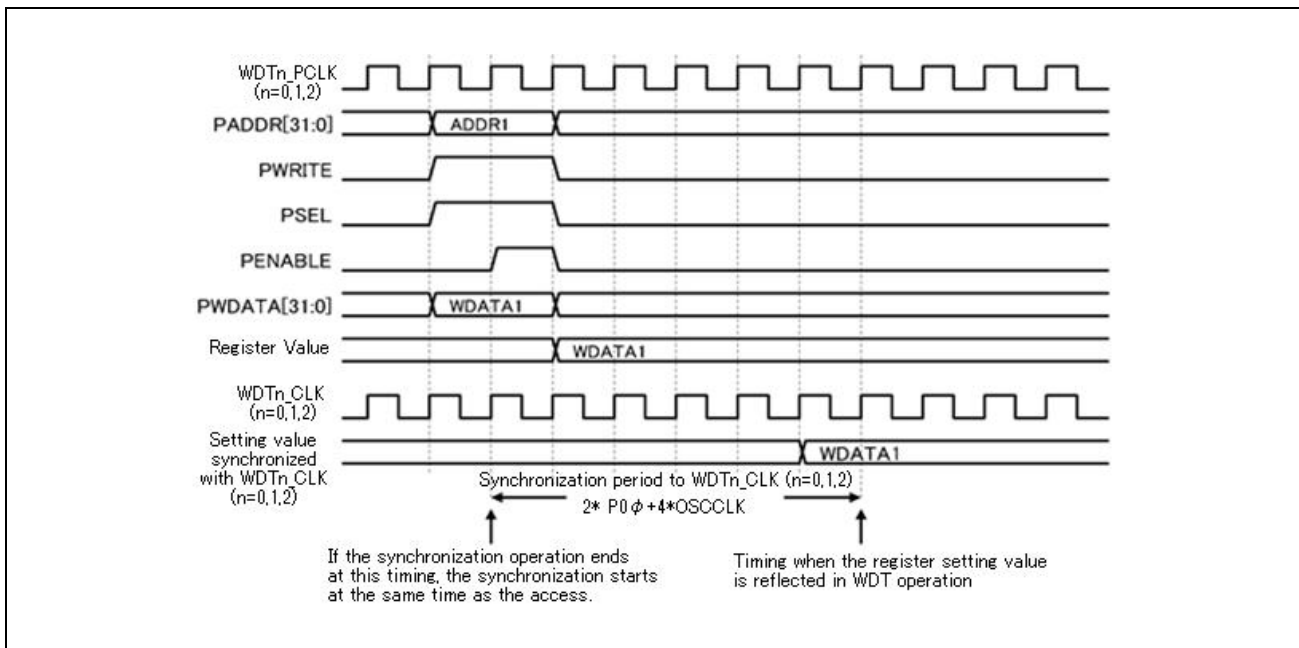 WDTn_PCLK
(n=0,1,2)
PADDR[31:0]
ADDR1
PWRITE
PSEL
PENABLE
PWDATA[31:0]
WDATA1
Register Value
WDATA1
WDTn_CLK
(n=0,1,2)
Setting value
synchronized
with WDTn_CLK
(n=0,1,2)
WDATA1
Synchronization period to WDTn_CLK (n=0,1,2)
2* P0φ+4*OSCCLK
If the synchronization operation ends
at this timing, the synchronization starts
at the same time as the access.
Timing when the register setting value
is reflected in WDT operation